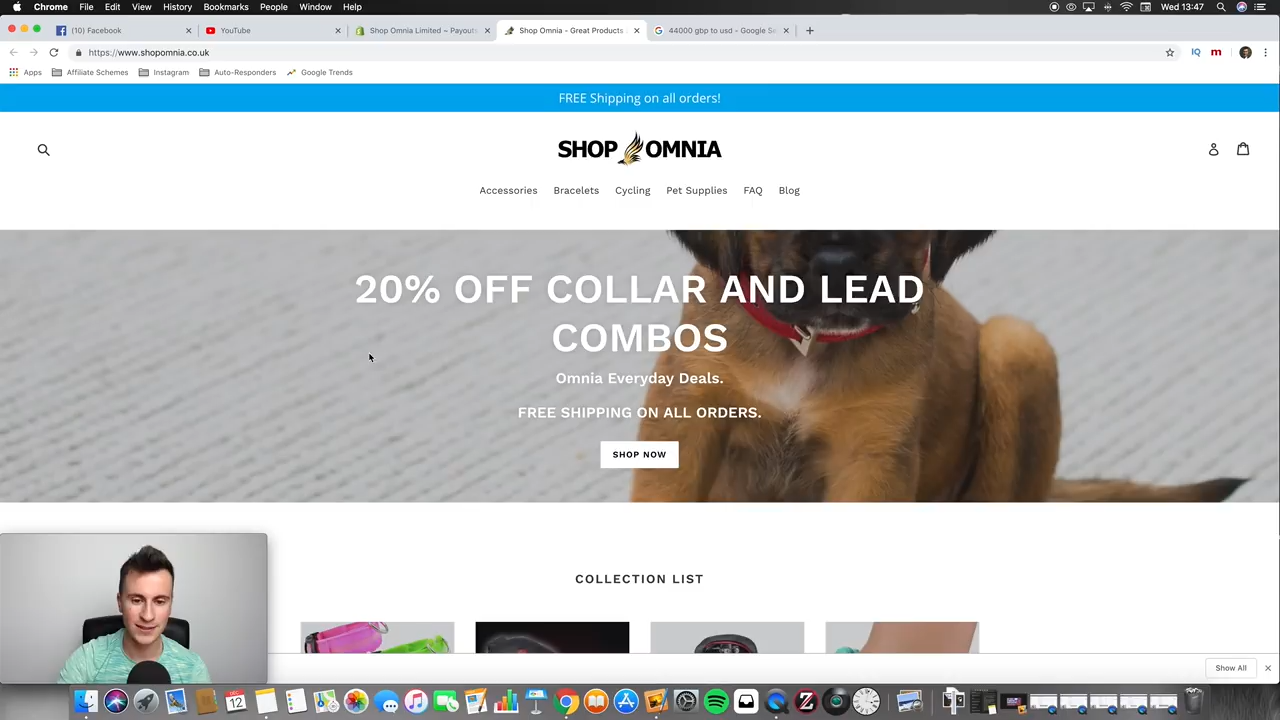 Chrome File Edit View History Bookmarks People Window Help
Wed 13:47
(10) Facebook
YouTube
Shop Omnia Limited ~ Payouts
Shop Omnia - Great Products
44000 gbp to usd - Google Se
https://www.shopomnia.co.uk
Apps Affiliate Schemes Instagram Auto-Responders Google Trends
FREE Shipping on all orders!
SHOP OMNIA
Accessories Bracelets Cycling Pet Supplies FAQ Blog
20% OFF COLLAR AND LEAD
COMBOS
Omnia Everyday Deals.
FREE SHIPPING ON ALL ORDERS.
SHOP NOW
COLLECTION LIST
Show All